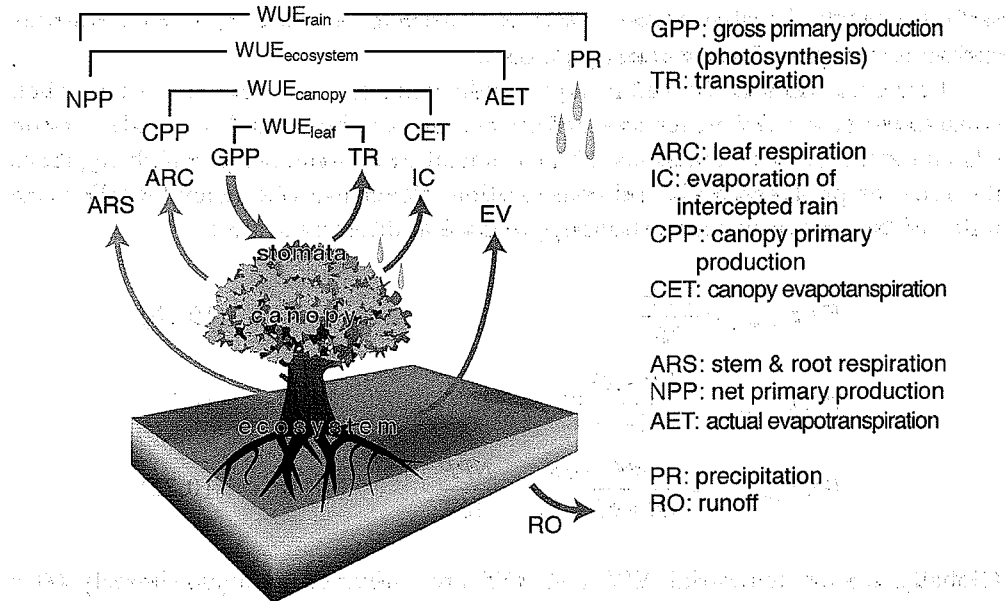 WUErain
WUEecosystem
PR
NPP
WUEcanopy
AET
CPP
WUEleaf
CET
GPP
TR
ARC
IC
ARS
EV
stomata
canopy
ecosystem
RO
GPP: gross primary production
(photosynthesis)
TR: transpiration
ARC: leaf respiration
IC: evaporation of
intercepted rain
CPP: canopy primary
production
CET: canopy evapotanspiration
ARS: stem & root respiration
NPP: net primary production
AET: actual evapotranspiration
PR: precipitation
RO: runoff